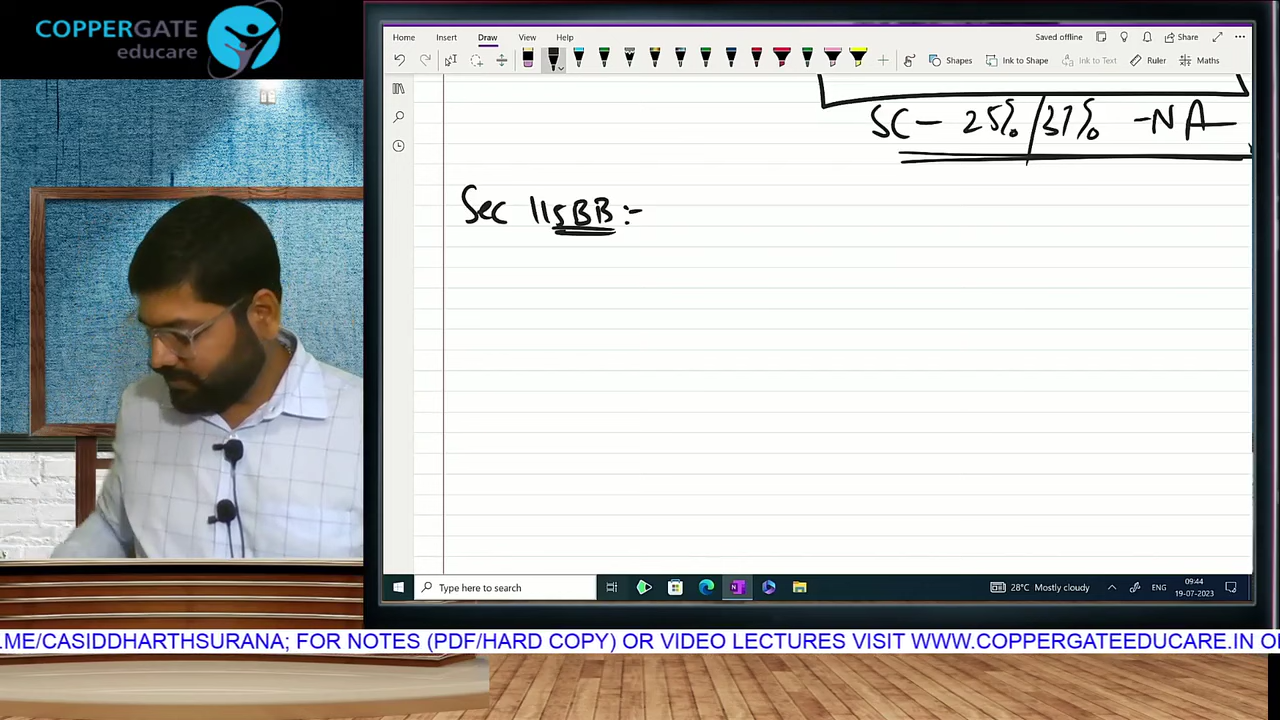 COPPERGATE
educare
Home Insert Draw View Help
Saved offline
Share
Shapes Ink to Shape Ink to Text Ruler Maths
SC - 25% / 37% - NA
Sec 115BB :-
Type here to search
28°C Mostly cloudy
ENG
09:44
19-07-2023
.ME/CASIDDHARTHSURANA; FOR NOTES (PDF/HARD COPY) OR VIDEO LECTURES VISIT WWW.COPPERGATEEDUCARE.IN O